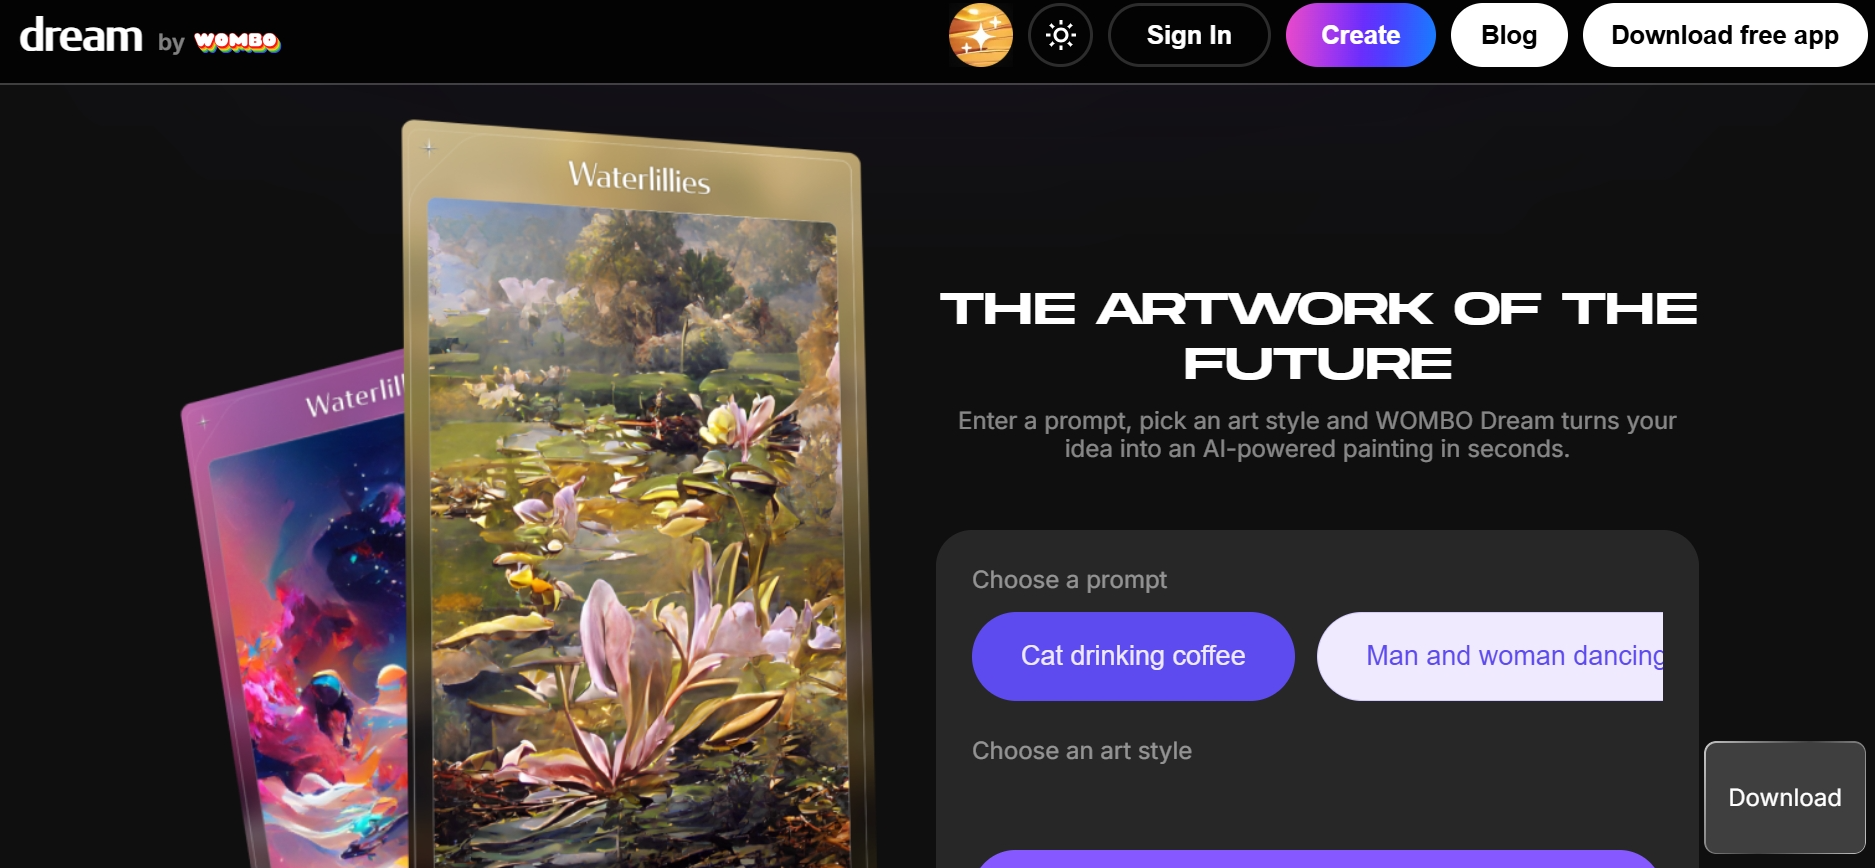 dream by WOMBO
Sign In
Create
Blog
Download free app
Waterlillies
Waterlill
THE ARTWORK OF THE
FUTURE
Enter a prompt, pick an art style and WOMBO Dream turns your
idea into an AI-powered painting in seconds.
Choose a prompt
Cat drinking coffee
Man and woman dancing
Choose an art style
Download